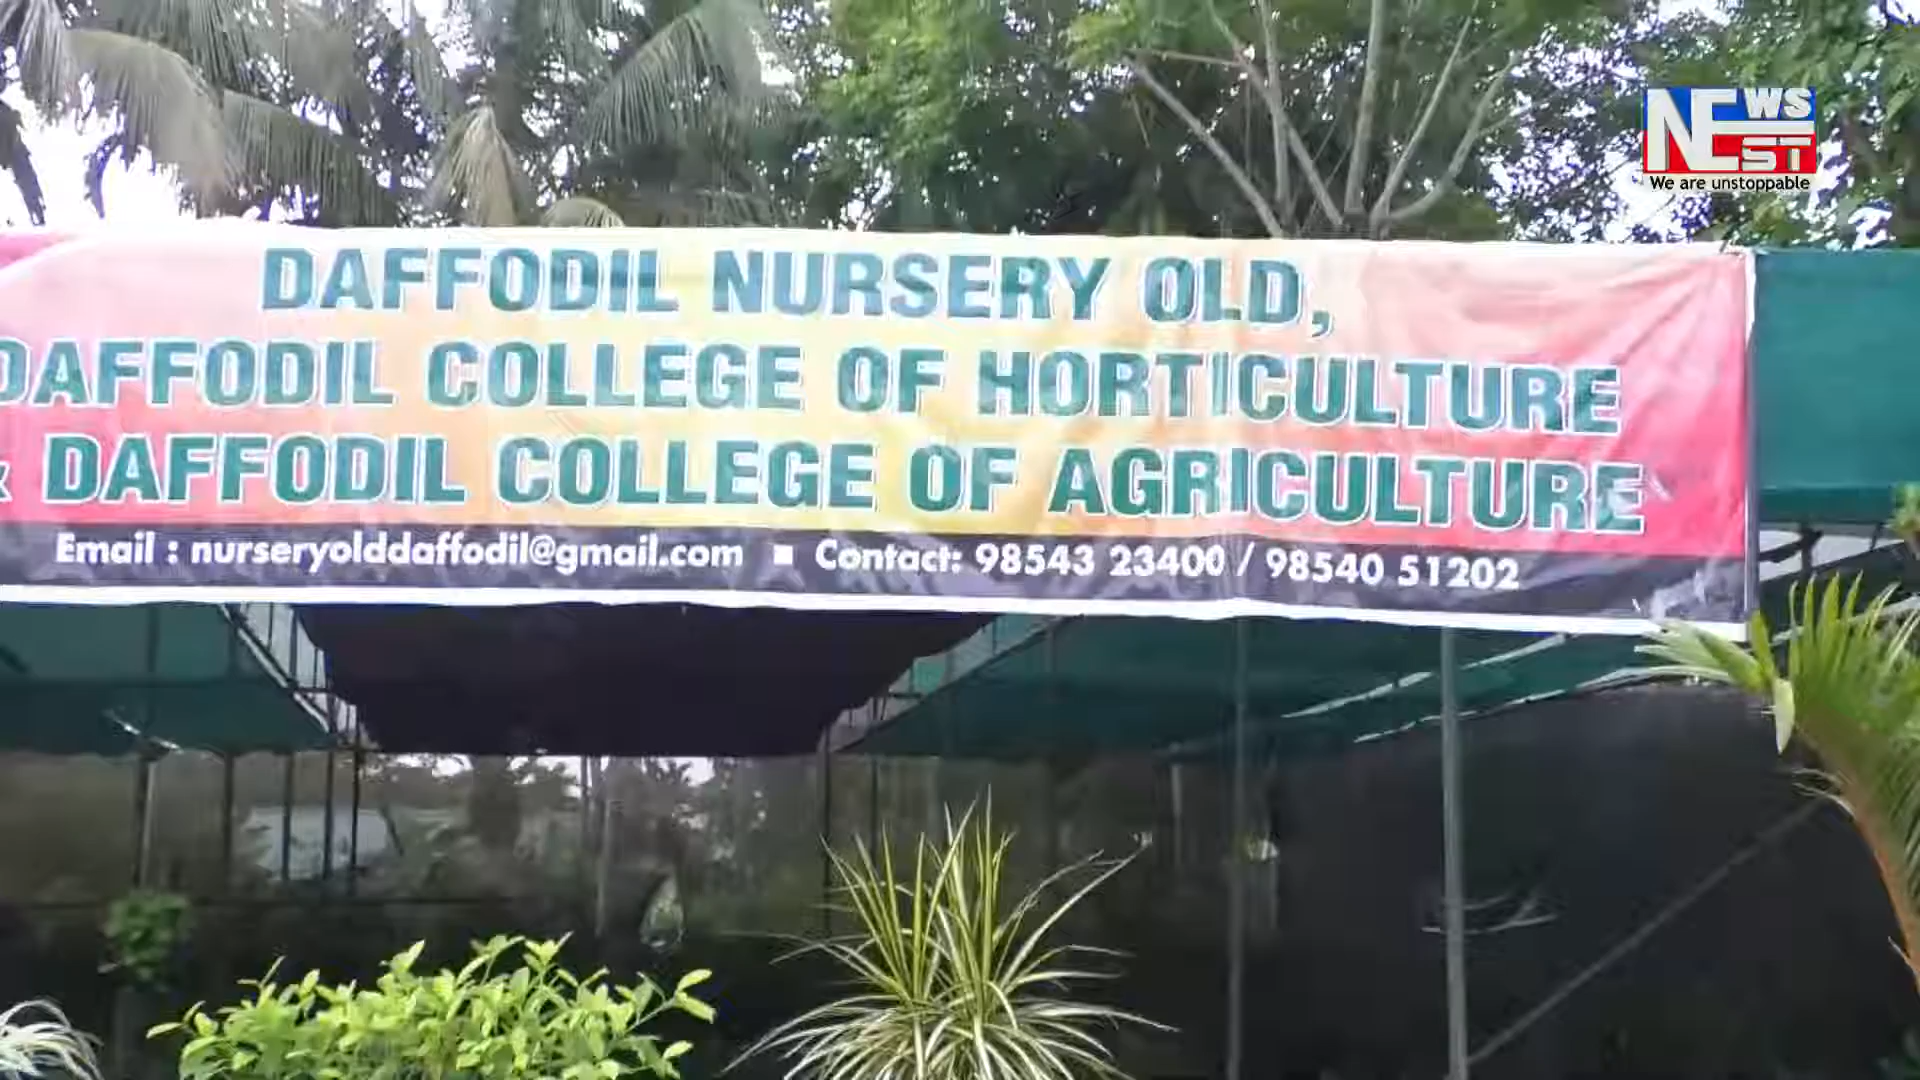 NEWS
EST
We are unstoppable
DAFFODIL NURSERY OLD,
DAFFODIL COLLEGE OF HORTICULTURE
& DAFFODIL COLLEGE OF AGRICULTURE
Email : nurseryolddaffodil@gmail.com ▪ Contact: 98543 23400 / 98540 51202